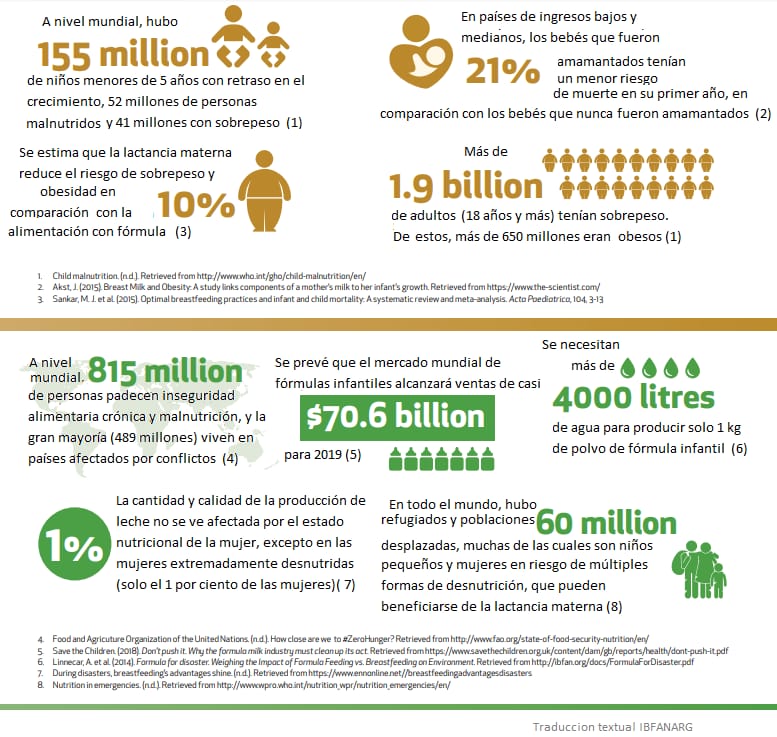 A nivel mundial, hubo
155 million
de niños menores de 5 años con retraso en el
crecimiento, 52 millones de personas
malnutridos y 41 millones con sobrepeso (1)
En países de ingresos bajos y
medianos, los bebés que fueron
21% amamantados tenían
un menor riesgo
de muerte en su primer año, en
comparación con los bebés que nunca fueron amamantados (2)
Se estima que la lactancia materna
reduce el riesgo de sobrepeso y
obesidad en
comparación con la 10%
alimentación con fórmula (3)
Más de
1.9 billion
de adultos (18 años y más) tenían sobrepeso.
De estos, más de 650 millones eran obesos (1)
1. Child malnutrition. (n.d.). Retrieved from http://www.who.int/gho/child-malnutrition/en/
2. Akst, J. (2015). Breast Milk and Obesity: A study links components of a mother's milk to her infant's growth. Retrieved from https://www.the-scientist.com/
3. Sankar, M. J. et al. (2015). Optimal breastfeeding practices and infant and child mortality: A systematic review and meta-analysis. Acta Paediatrica, 104, 3-13
A nivel
mundial. 815 million
de personas padecen inseguridad
alimentaria crónica y malnutrición, y la
gran mayoría (489 millones) viven en
países afectados por conflictos (4)
Se prevé que el mercado mundial de
fórmulas infantiles alcanzará ventas de casi
$70.6 billion
para 2019 (5)
Se necesitan
más de
4000 litres
de agua para producir solo 1 kg
de polvo de fórmula infantil (6)
1%
La cantidad y calidad de la producción de
leche no se ve afectada por el estado
nutricional de la mujer, excepto en las
mujeres extremadamente desnutridas
(solo el 1 por ciento de las mujeres)( 7)
En todo el mundo, hubo
refugiados y poblaciones 60 million
desplazadas, muchas de las cuales son niños
pequeños y mujeres en riesgo de múltiples
formas de desnutrición, que pueden
beneficiarse de la lactancia materna (8)
4. Food and Agricuture Organization of the United Nations. (n.d.). How close are we to #ZeroHunger? Retrieved from http://www.fao.org/state-of-food-security-nutrition/en/
5. Save the Children. (2018). Don't push it. Why the formula milk industry must clean up its act. Retrieved from https://www.savethechildren.org.uk/content/dam/gb/reports/health/dont-push-it.pdf
6. Linnecar, A. et al. (2014). Formula for disaster. Weighing the Impact of Formula Feeding vs. Breastfeeding on Environment. Retrieved from http://ibfan.org/docs/FormulaForDisaster.pdf
7. During disasters, breastfeeding's advantages shine. (n.d.). Retrieved from https://www.ennonline.net//breastfeedingadvantagesdisasters
8. Nutrition in emergencies. (n.d.). Retrieved from http://www.wpro.who.int/nutrition_wpr/nutrition_emergencies/en/
Traduccion textual IBFANARG